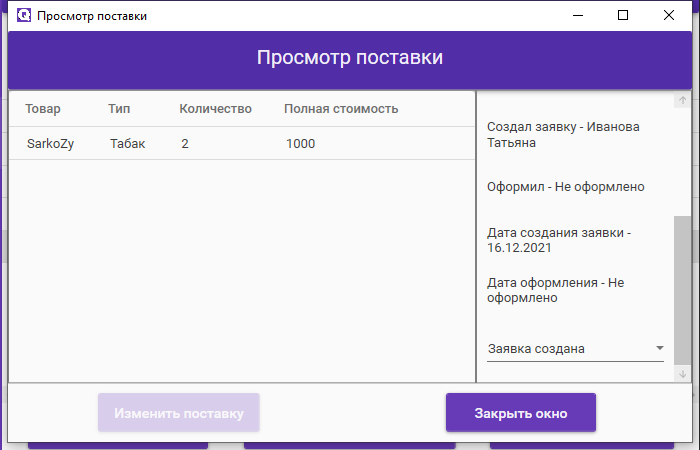 Просмотр поставки
Просмотр поставки
Товар Тип Количество Полная стоимость
SarkoZy Табак 2 1000
Создал заявку - Иванова
Татьяна
Оформил - Не оформлено
Дата создания заявки -
16.12.2021
Дата оформления - Не
оформлено
Заявка создана
Изменить поставку
Закрыть окно